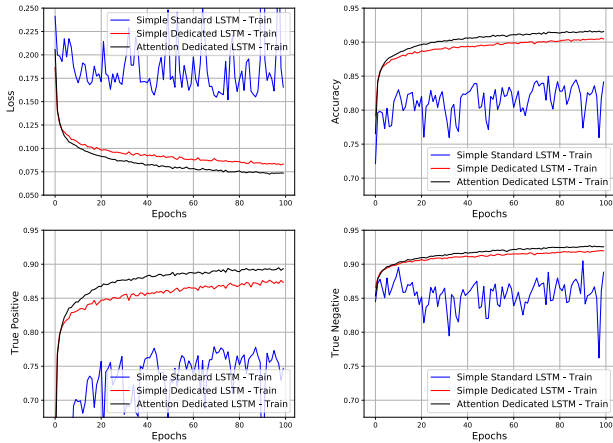 0.250
0.225
0.200
0.175
0.150
0.125
0.100
0.075
0.050
Loss
0 20 40 60 80 100
Epochs
Simple Standard LSTM - Train
Simple Dedicated LSTM - Train
Attention Dedicated LSTM - Train
0.95
0.90
0.85
0.80
0.75
0.70
Accuracy
0 20 40 60 80 100
Epochs
Simple Standard LSTM - Train
Simple Dedicated LSTM - Train
Attention Dedicated LSTM - Train
0.95
0.90
0.85
0.80
0.75
0.70
True Positive
0 20 40 60 80 100
Epochs
Simple Standard LSTM - Train
Simple Dedicated LSTM - Train
Attention Dedicated LSTM - Train
0.95
0.90
0.85
0.80
0.75
0.70
True Negative
0 20 40 60 80 100
Epochs
Simple Standard LSTM - Train
Simple Dedicated LSTM - Train
Attention Dedicated LSTM - Train